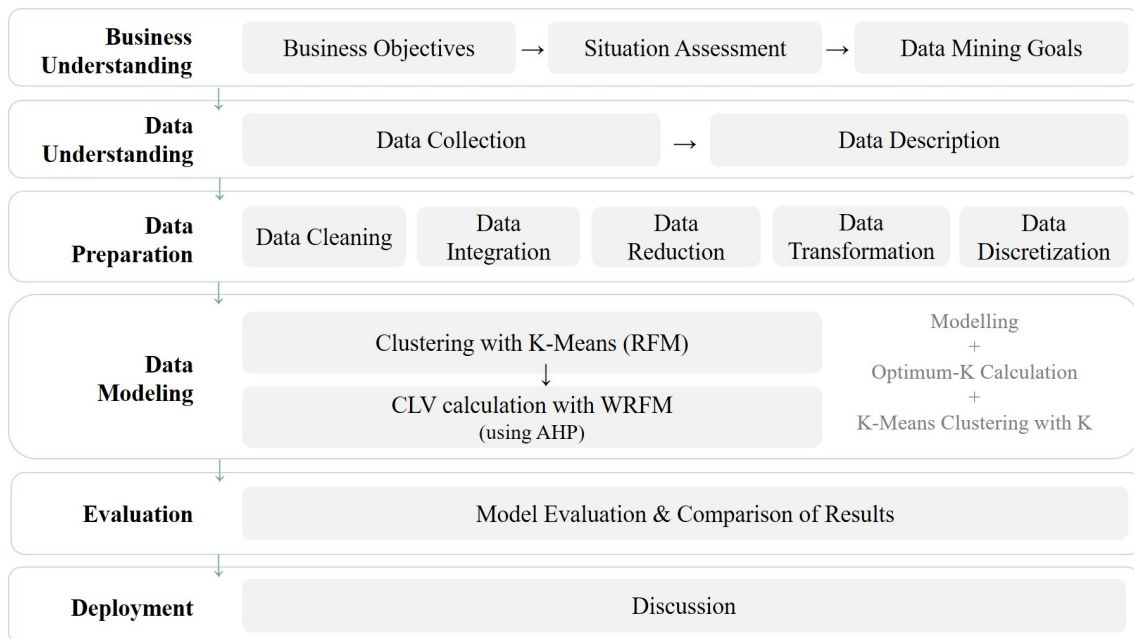 Business
Understanding
Business Objectives → Situation Assessment → Data Mining Goals
Data
Understanding
Data Collection → Data Description
Data
Preparation
Data Cleaning
Data
Integration
Data
Reduction
Data
Transformation
Data
Discretization
Data
Modeling
Clustering with K-Means (RFM)
CLV calculation with WRFM
(using AHP)
Modelling
+
Optimum-K Calculation
+
K-Means Clustering with K
Evaluation
Model Evaluation & Comparison of Results
Deployment
Discussion